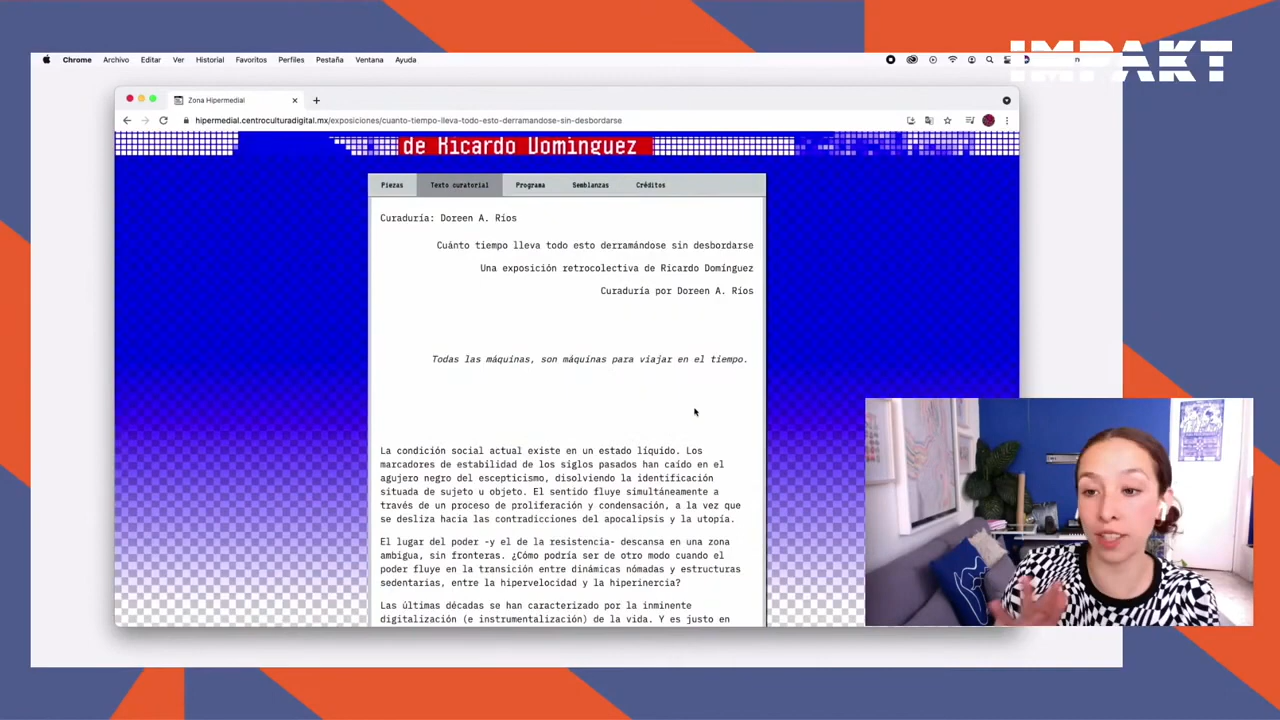 IMPAKT
Chrome Archivo Editar Ver Historial Favoritos Perfiles Pestaña Ventana Ayuda
Zona Hipermedial
hipermedial.centroculturadigital.mx/exposiciones/cuanto-tiempo-lleva-todo-esto-derramandose-sin-desbordarse
de Ricardo Domínguez
Piezas Texto curatorial Programa Semblanzas Créditos
Curaduría: Doreen A. Ríos
Cuánto tiempo lleva todo esto derramándose sin desbordarse
Una exposición retrocolectiva de Ricardo Domínguez
Curaduría por Doreen A. Ríos
Todas las máquinas, son máquinas para viajar en el tiempo.
La condición social actual existe en un estado líquido. Los
marcadores de estabilidad de los siglos pasados han caído en el
agujero negro del escepticismo, disolviendo la identificación
situada de sujeto u objeto. El sentido fluye simultáneamente a
través de un proceso de proliferación y condensación, a la vez que
se desliza hacia las contradicciones del apocalipsis y la utopía.
El lugar del poder -y el de la resistencia- descansa en una zona
ambigua, sin fronteras. ¿Cómo podría ser de otro modo cuando el
poder fluye en la transición entre dinámicas nómadas y estructuras
sedentarias, entre la hipervelocidad y la hiperinercia?
Las últimas décadas se han caracterizado por la inminente
digitalización (e instrumentalización) de la vida. Y es justo en